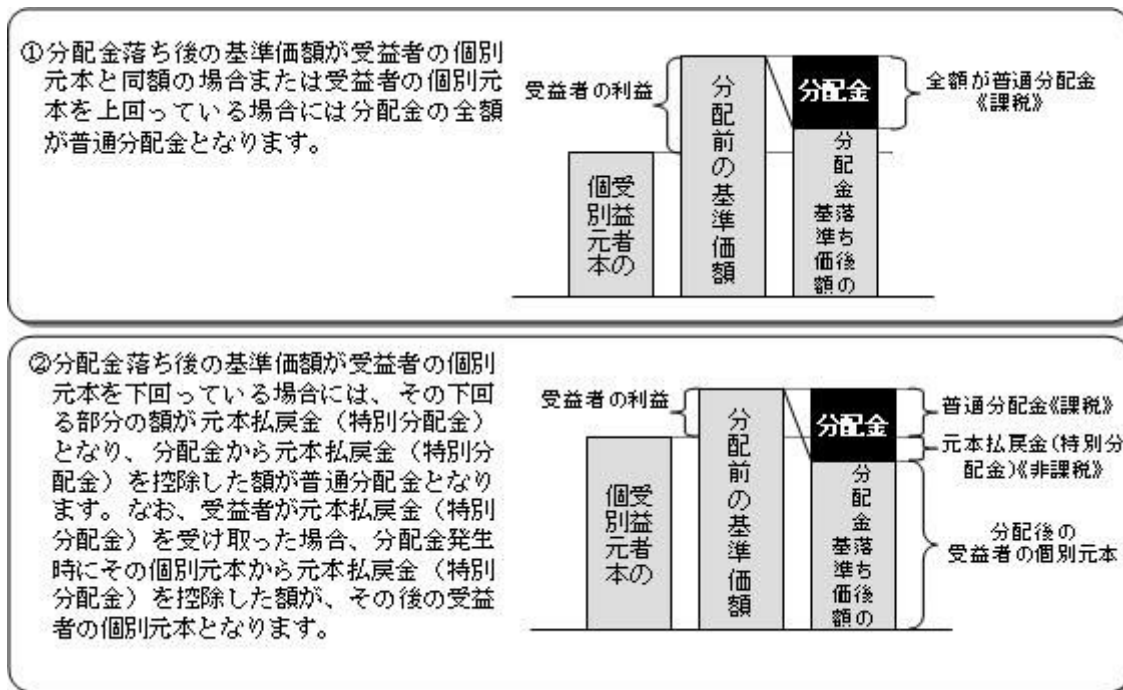 ①分配金落ち後の基準価額が受益者の個別
元本と同額の場合または受益者の個別元
本を上回っている場合には分配金の全額
が普通分配金となります。
受益者の利益
分配金
全額が普通分配金
《課税》
受益者の
個別元本
分配前の基準価額
分配金落ち後の
基準価額
②分配金落ち後の基準価額が受益者の個別
元本を下回っている場合には、その下回
る部分の額が元本払戻金（特別分配金）
となり、分配金から元本払戻金（特別分
配金）を控除した額が普通分配金となり
ます。なお、受益者が元本払戻金（特別
分配金）を受け取った場合、分配金発生
時にその個別元本から元本払戻金（特別
分配金）を控除した額が、その後の受益
者の個別元本となります。
受益者の利益
分配金
普通分配金《課税》
元本払戻金(特別分
配金)《非課税》
受益者の
個別元本
分配前の基準価額
分配金落ち後の
基準価額
分配後の
受益者の個別元本